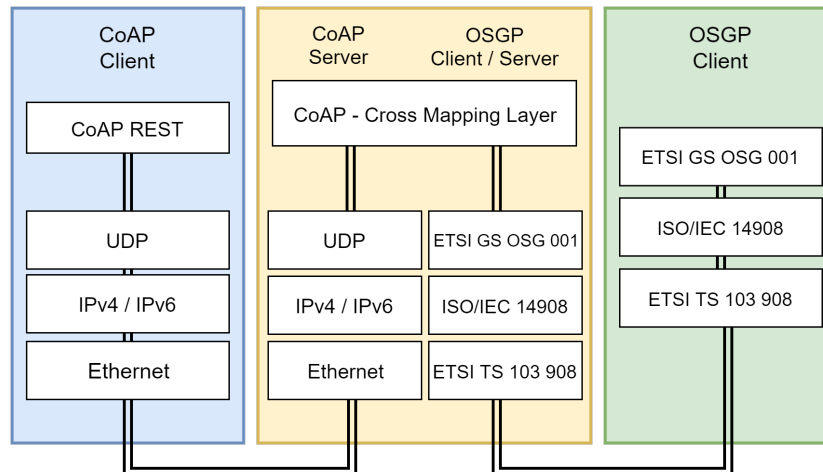 CoAP
Client
CoAP REST
UDP
IPv4 / IPv6
Ethernet
CoAP
Server
OSGP
Client / Server
CoAP - Cross Mapping Layer
UDP
IPv4 / IPv6
Ethernet
ETSI GS OSG 001
ISO/IEC 14908
ETSI TS 103 908
OSGP
Client
ETSI GS OSG 001
ISO/IEC 14908
ETSI TS 103 908